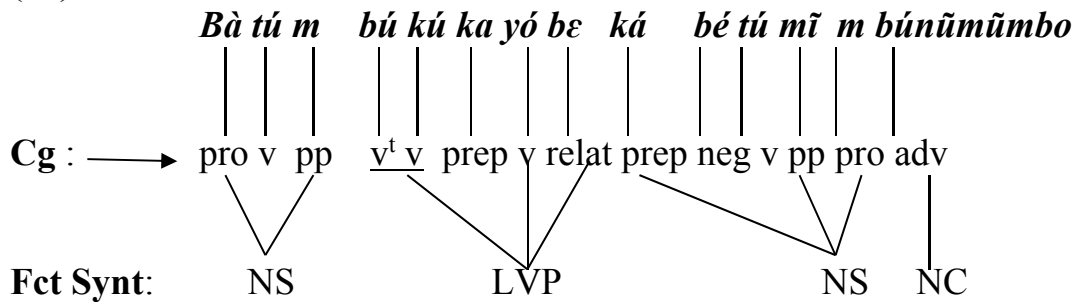 Bà tú m bú kú ka yó bɛ ká bé tú mĩ m búnũmũmbo
Cg : pro v pp vᵗ v prep v relat prep neg v pp pro adv
Fct Synt: NS LVP NS NC